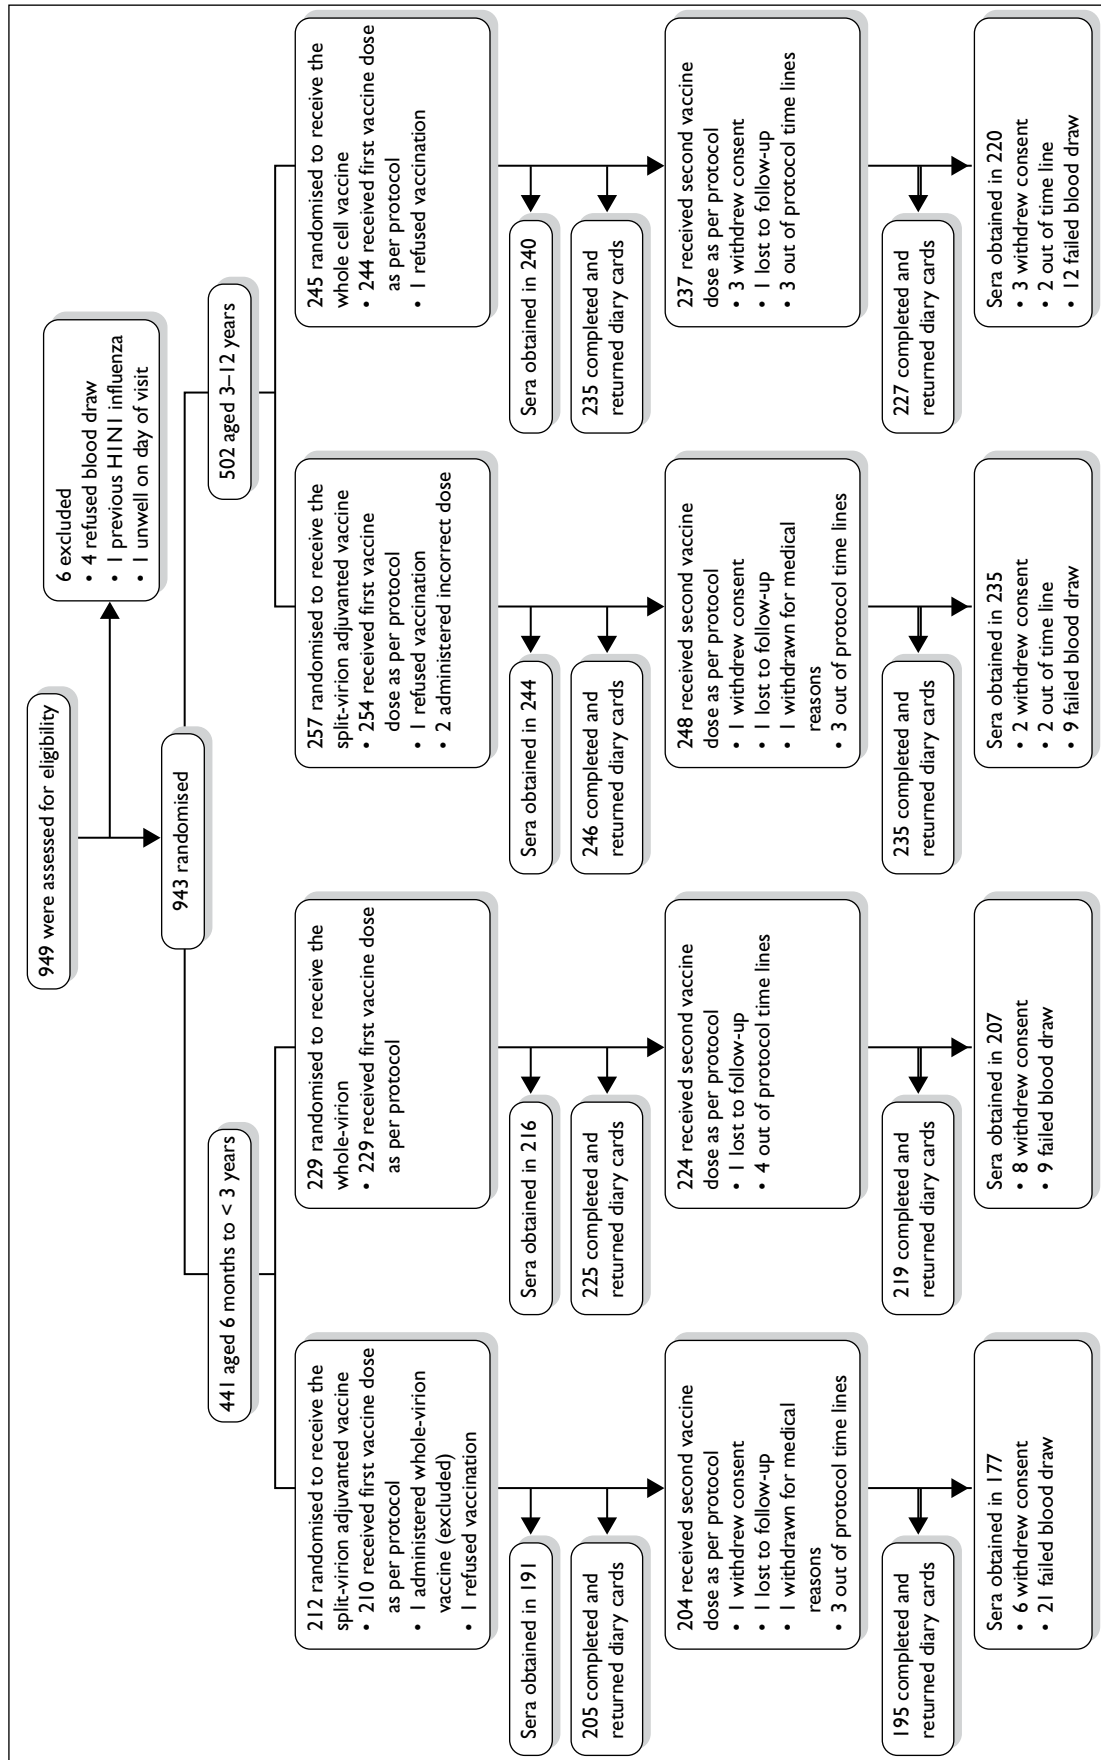 949 were assessed for eligibility
6 excluded
• 4 refused blood draw
• 1 previous H1N1 influenza
• 1 unwell on day of visit
943 randomised
441 aged 6 months to < 3 years
502 aged 3–12 years
212 randomised to receive the
split-virion adjuvanted vaccine
• 210 received first vaccine dose
as per protocol
• 1 administered whole-virion
vaccine (excluded)
• 1 refused vaccination
229 randomised to receive the
whole-virion
• 229 received first vaccine dose
as per protocol
257 randomised to receive the
split-virion adjuvanted vaccine
• 254 received first vaccine
dose as per protocol
• 1 refused vaccination
• 2 administered incorrect dose
245 randomised to receive the
whole cell vaccine
• 244 received first vaccine dose
as per protocol
• 1 refused vaccination
Sera obtained in 191
Sera obtained in 216
Sera obtained in 244
Sera obtained in 240
205 completed and
returned diary cards
225 completed and
returned diary cards
246 completed and
returned diary cards
235 completed and
returned diary cards
204 received second vaccine
dose as per protocol
• 1 withdrew consent
• 1 lost to follow-up
• 1 withdrawn for medical
reasons
• 3 out of protocol time lines
224 received second vaccine
dose as per protocol
• 1 lost to follow-up
• 4 out of protocol time lines
248 received second vaccine
dose as per protocol
• 1 withdrew consent
• 1 lost to follow-up
• 1 withdrawn for medical
reasons
• 3 out of protocol time lines
237 received second vaccine
dose as per protocol
• 3 withdrew consent
• 1 lost to follow-up
• 3 out of protocol time lines
195 completed and
returned diary cards
219 completed and
returned diary cards
235 completed and
returned diary cards
227 completed and
returned diary cards
Sera obtained in 177
• 6 withdrew consent
• 21 failed blood draw
Sera obtained in 207
• 8 withdrew consent
• 9 failed blood draw
Sera obtained in 235
• 2 withdrew consent
• 2 out of time line
• 9 failed blood draw
Sera obtained in 220
• 3 withdrew consent
• 2 out of time line
• 12 failed blood draw